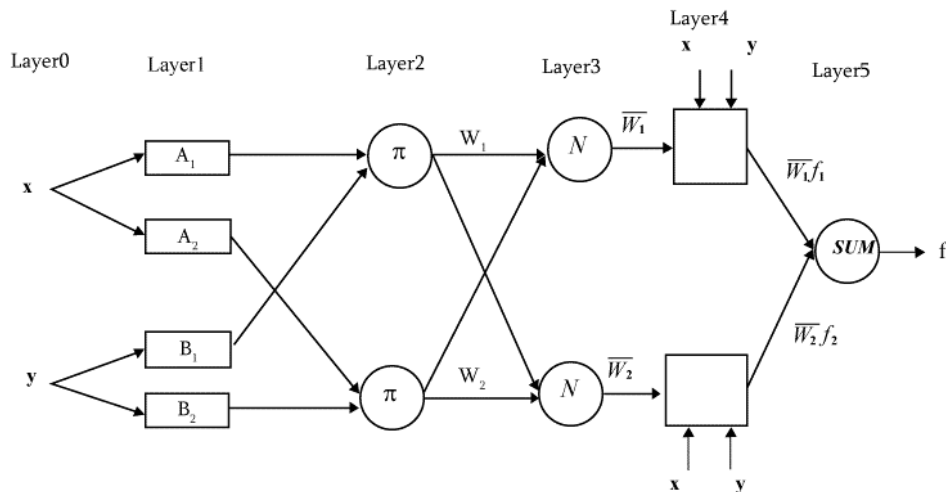 Layer0
Layer1
Layer2
Layer3
Layer4
Layer5
x
y
x
y
A₁
A₂
B₁
B₂
π
π
W₁
W₂
N
N
W̅₁
W̅₂
W̅₁f₁
W̅₂f₂
SUM
f
x
y